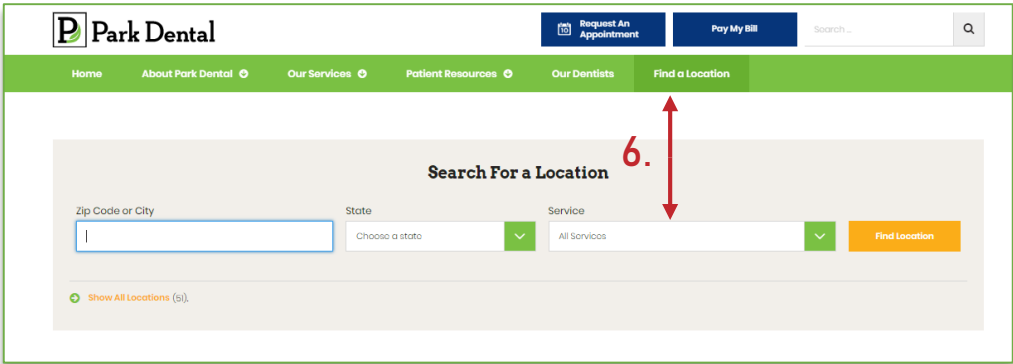 P Park Dental
10
Request An
Appointment
Pay My Bill
Search ...
Home
About Park Dental
Our Services
Patient Resources
Our Dentists
Find a Location
6.
Search For a Location
Zip Code or City
State
Service
Choose a state
All Services
Find Location
Show All Locations (51).